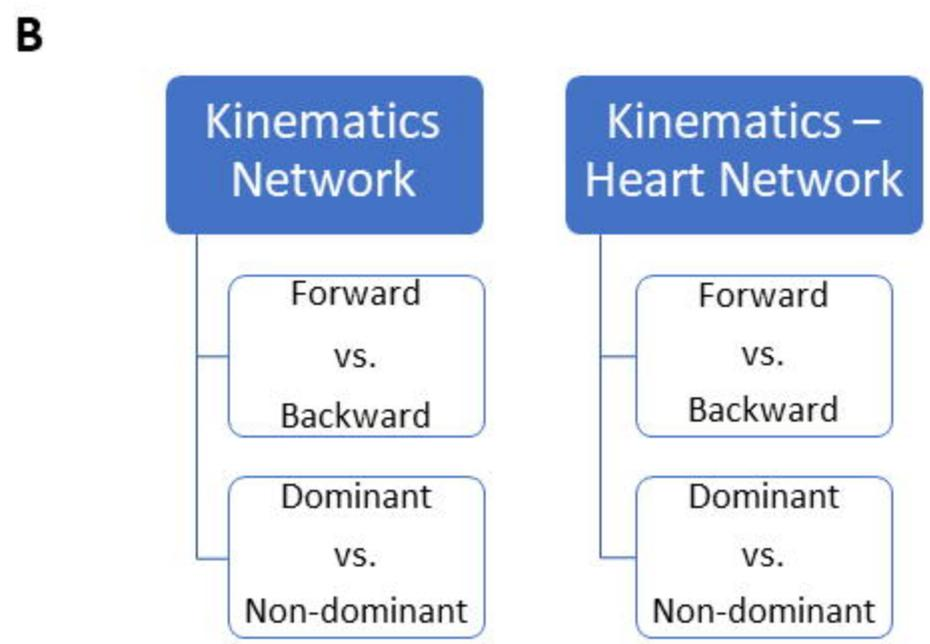 B
Kinematics
Network
Forward
vs.
Backward
Dominant
vs.
Non-dominant
Kinematics –
Heart Network
Forward
vs.
Backward
Dominant
vs.
Non-dominant